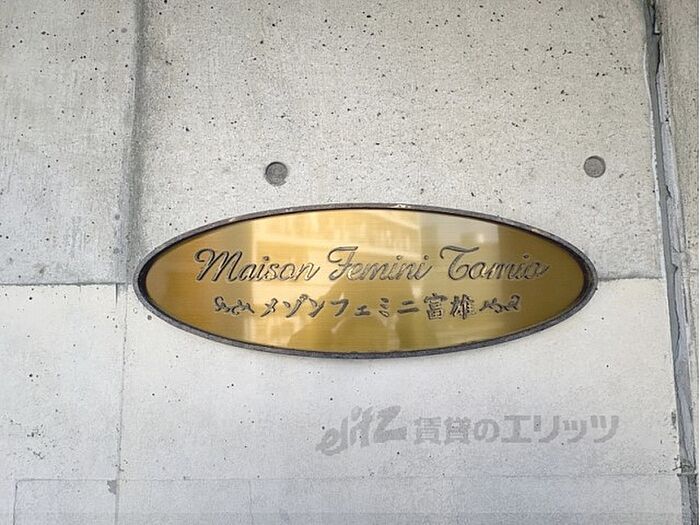 Maison Femini Tomio
メゾンフェミニ富雄
elitz 賃貸のエリッツ